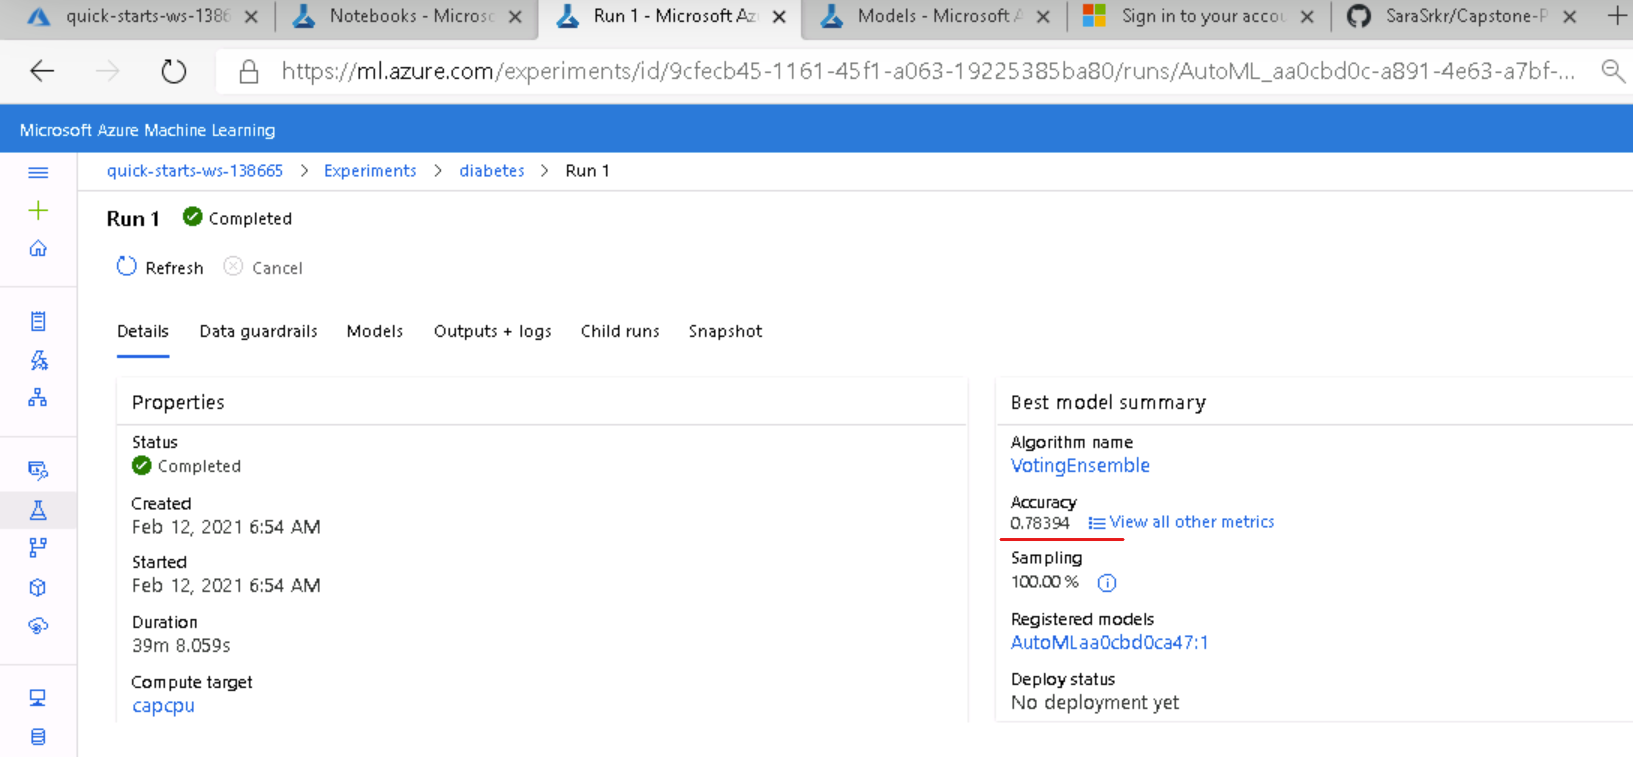 quick-starts-ws-1386
Notebooks - Microsc
Run 1 - Microsoft Az
Models - Microsoft A
Sign in to your accou
SaraSrkr/Capstone-P
https://ml.azure.com/experiments/id/9cfecb45-1161-45f1-a063-19225385ba80/runs/AutoML_aa0cbd0c-a891-4e63-a7bf-...
Microsoft Azure Machine Learning
quick-starts-ws-138665 > Experiments > diabetes > Run 1
Run 1 Completed
Refresh Cancel
Details Data guardrails Models Outputs + logs Child runs Snapshot
Properties
Status
Completed
Created
Feb 12, 2021 6:54 AM
Started
Feb 12, 2021 6:54 AM
Duration
39m 8.059s
Compute target
capcpu
Best model summary
Algorithm name
VotingEnsemble
Accuracy
0.78394 View all other metrics
Sampling
100.00 %
Registered models
AutoMLaa0cbd0ca47:1
Deploy status
No deployment yet